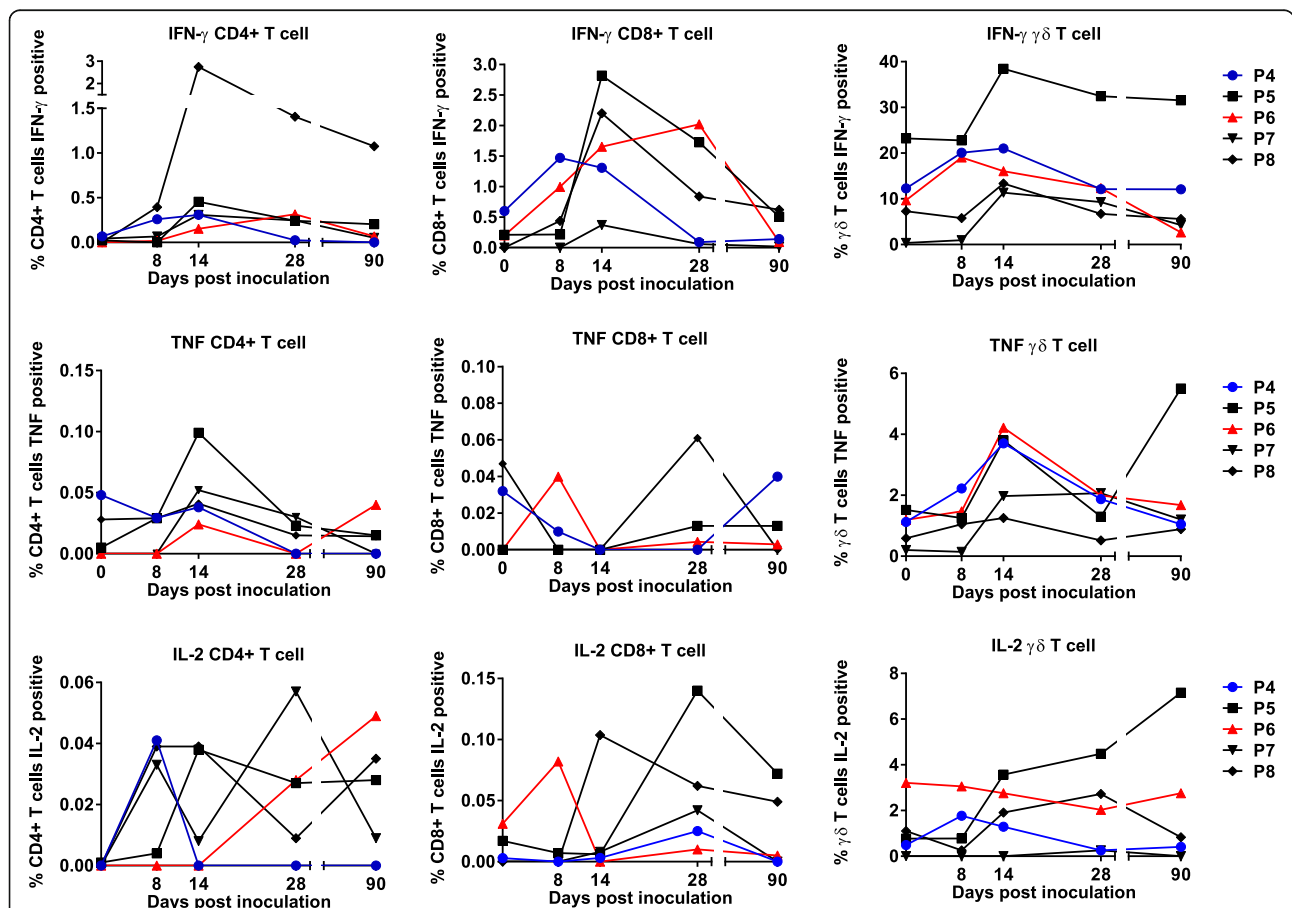 IFN-γ CD4+ T cell
% CD4+ T cells IFN-γ positive
3
2
1.5
1.0
0.5
0.0
0
8
14
28
90
Days post inoculation
IFN-γ CD8+ T cell
% CD8+ T cells IFN-γ positive
3.0
2.5
2.0
1.5
1.0
0.5
0.0
0
8
14
28
90
Days post inoculation
IFN-γ γδ T cell
% γδ T cells IFN-γ positive
40
30
20
10
0
8
14
28
90
Days post inoculation
P4
P5
P6
P7
P8
TNF CD4+ T cell
% CD4+ T cells TNF positive
0.15
0.10
0.05
0.00
0
8
14
28
90
Days post inoculation
TNF CD8+ T cell
% CD8+ T cells TNF positive
0.10
0.08
0.06
0.04
0.02
0.00
0
8
14
28
90
Days post inoculation
TNF γδ T cell
% γδ T cells TNF positive
6
4
2
0
0
8
14
28
90
Days post inoculation
P4
P5
P6
P7
P8
IL-2 CD4+ T cell
% CD4+ T cells IL-2 positive
0.06
0.04
0.02
0.00
8
14
28
90
Days post inoculation
IL-2 CD8+ T cell
% CD8+ T cells IL-2 positive
0.15
0.10
0.05
0.00
8
14
28
90
Days post inoculation
IL-2 γδ T cell
% γδ T cells IL-2 positive
8
6
4
2
0
8
14
28
90
Days post inoculation
P4
P5
P6
P7
P8